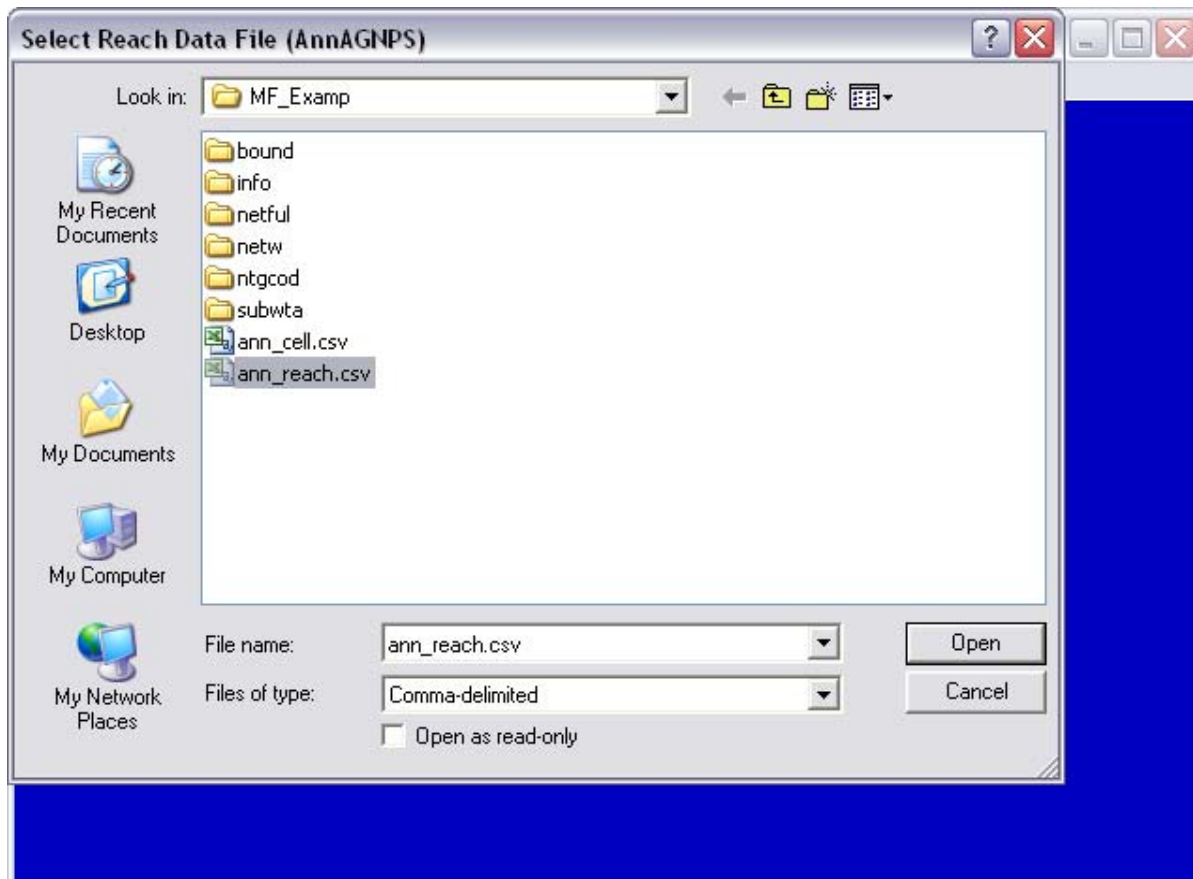 Select Reach Data File (AnnAGNPS)
Look in: MF_Examp
bound
info
netful
netw
ntgcod
subwta
ann_cell.csv
ann_reach.csv
My Recent
Documents
Desktop
My Documents
My Computer
My Network
Places
File name: ann_reach.csv Open
Files of type: Comma-delimited Cancel
Open as read-only